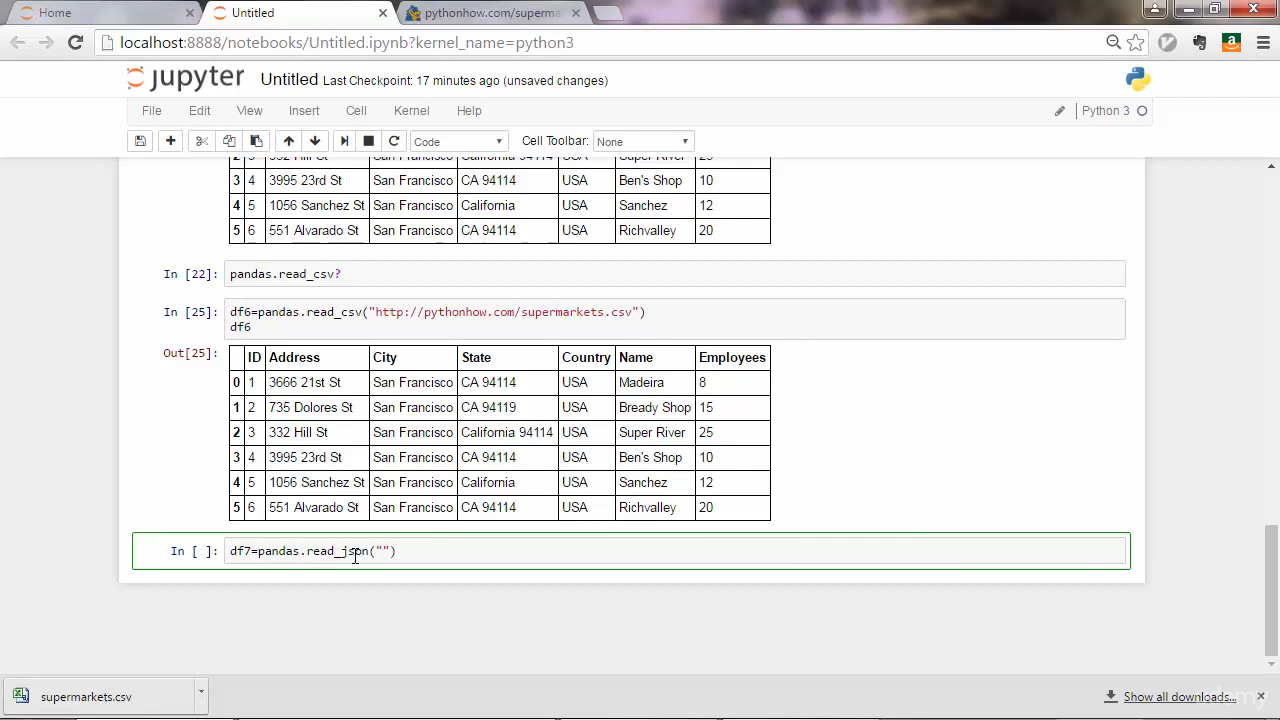 Home
Untitled
pythonhow.com/superma
localhost:8888/notebooks/Untitled.ipynb?kernel_name=python3
jupyter Untitled Last Checkpoint: 17 minutes ago (unsaved changes)
File Edit View Insert Cell Kernel Help Python 3
Code Cell Toolbar: None
3 4 3995 23rd St San Francisco CA 94114 USA Ben's Shop 10
4 5 1056 Sanchez St San Francisco California USA Sanchez 12
5 6 551 Alvarado St San Francisco CA 94114 USA Richvalley 20
In [22]: pandas.read_csv?
In [25]: df6=pandas.read_csv("http://pythonhow.com/supermarkets.csv")
df6
Out[25]: ID Address City State Country Name Employees
0 1 3666 21st St San Francisco CA 94114 USA Madeira 8
1 2 735 Dolores St San Francisco CA 94119 USA Bready Shop 15
2 3 332 Hill St San Francisco California 94114 USA Super River 25
3 4 3995 23rd St San Francisco CA 94114 USA Ben's Shop 10
4 5 1056 Sanchez St San Francisco California USA Sanchez 12
5 6 551 Alvarado St San Francisco CA 94114 USA Richvalley 20
In [ ]: df7=pandas.read_json("")
supermarkets.csv
Show all downloads...